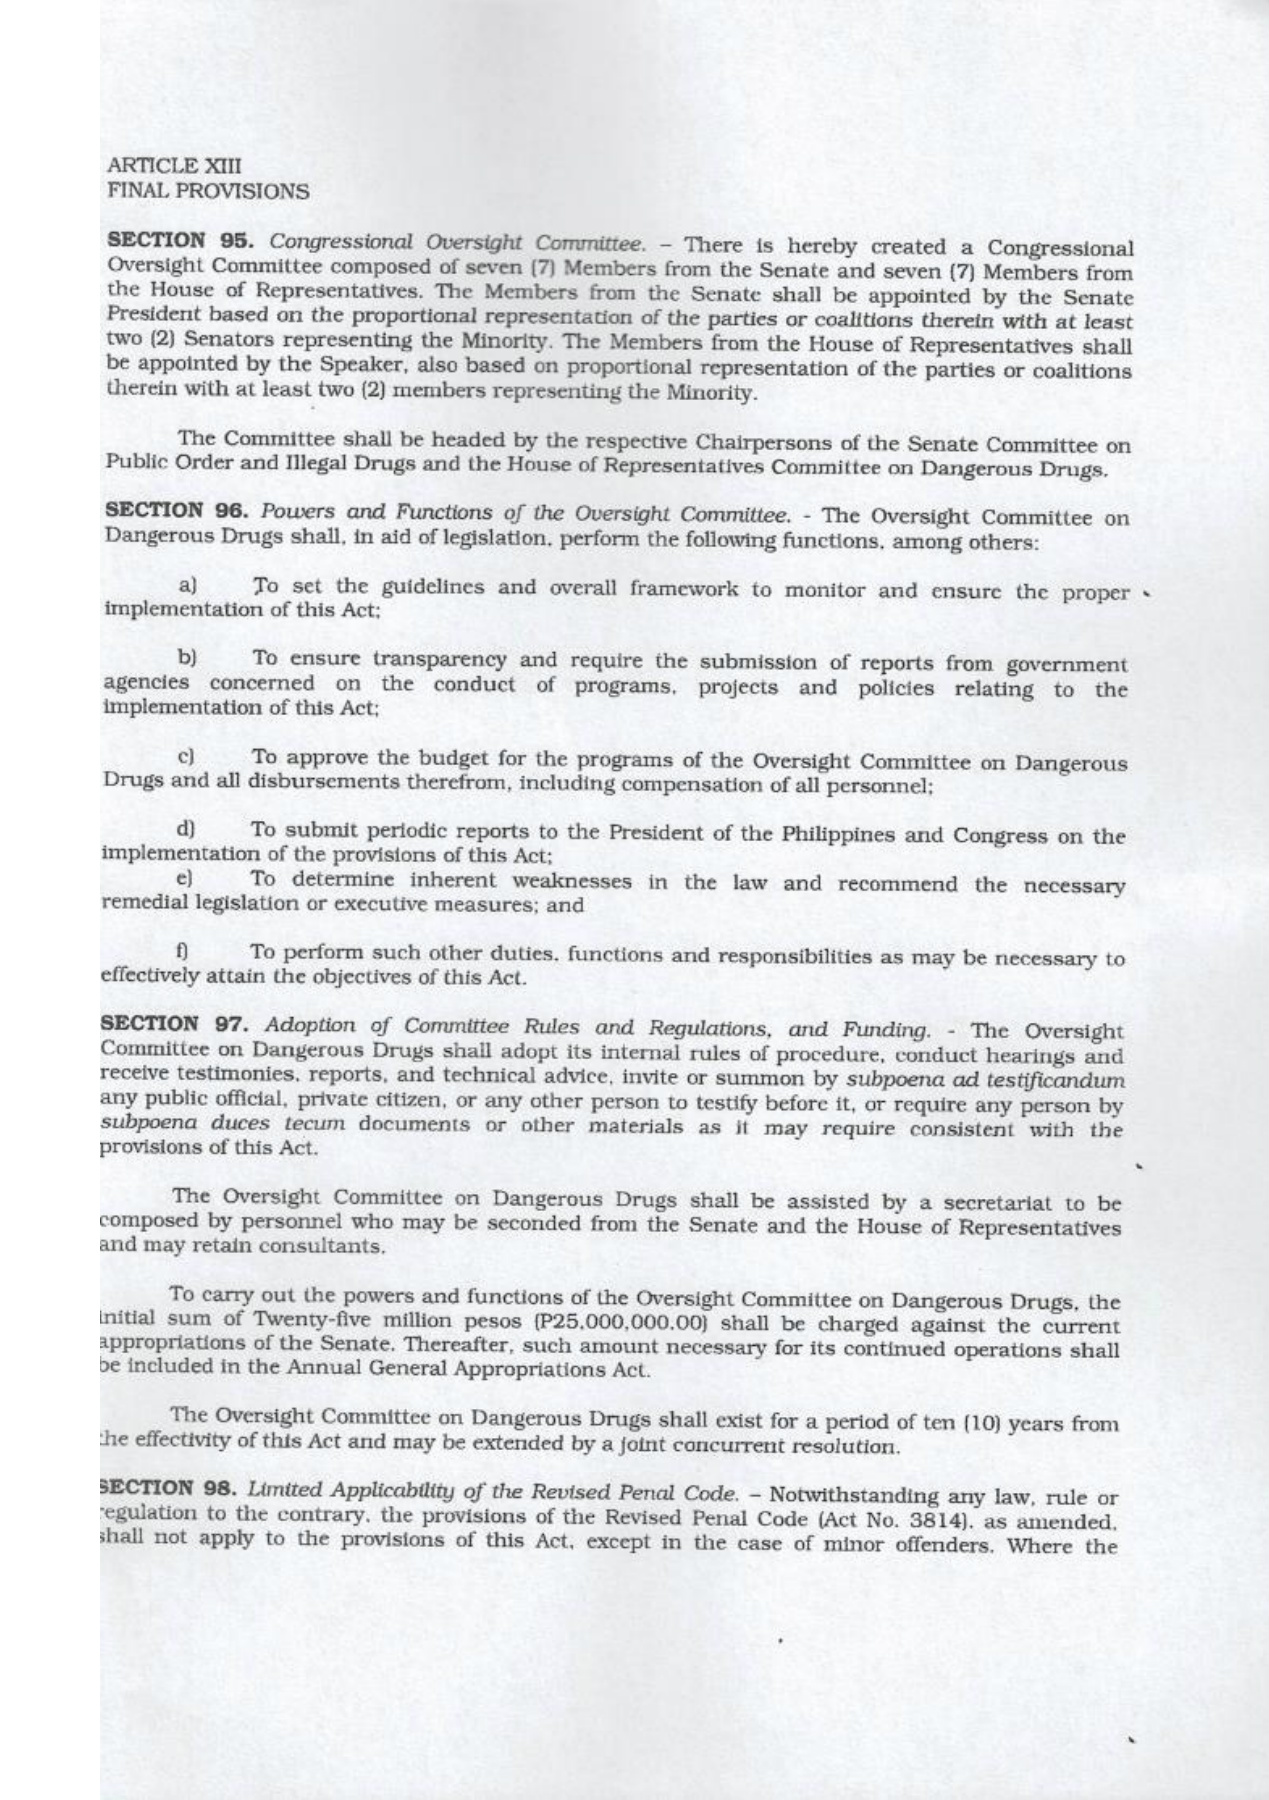 ARTICLE XIII
FINAL PROVISIONS
SECTION 95. Congressional Oversight Committee. – There is hereby created a Congressional
Oversight Committee composed of seven (7) Members from the Senate and seven (7) Members from
the House of Representatives. The Members from the Senate shall be appointed by the Senate
President based on the proportional representation of the parties or coalitions therein with at least
two (2) Senators representing the Minority. The Members from the House of Representatives shall
be appointed by the Speaker, also based on proportional representation of the parties or coalitions
therein with at least two (2) members representing the Minority.
The Committee shall be headed by the respective Chairpersons of the Senate Committee on
Public Order and Illegal Drugs and the House of Representatives Committee on Dangerous Drugs.
SECTION 96. Powers and Functions of the Oversight Committee. - The Oversight Committee on
Dangerous Drugs shall, in aid of legislation, perform the following functions, among others:
a) To set the guidelines and overall framework to monitor and ensure the proper
implementation of this Act;
b) To ensure transparency and require the submission of reports from government
agencies concerned on the conduct of programs, projects and policies relating to the
implementation of this Act;
c) To approve the budget for the programs of the Oversight Committee on Dangerous
Drugs and all disbursements therefrom, including compensation of all personnel;
d) To submit periodic reports to the President of the Philippines and Congress on the
implementation of the provisions of this Act;
e) To determine inherent weaknesses in the law and recommend the necessary
remedial legislation or executive measures; and
f) To perform such other duties, functions and responsibilities as may be necessary to
effectively attain the objectives of this Act.
SECTION 97. Adoption of Committee Rules and Regulations, and Funding. - The Oversight
Committee on Dangerous Drugs shall adopt its internal rules of procedure, conduct hearings and
receive testimonies, reports, and technical advice, invite or summon by subpoena ad testificandum
any public official, private citizen, or any other person to testify before it, or require any person by
subpoena duces tecum documents or other materials as it may require consistent with the
provisions of this Act.
The Oversight Committee on Dangerous Drugs shall be assisted by a secretariat to be
composed by personnel who may be seconded from the Senate and the House of Representatives
and may retain consultants.
To carry out the powers and functions of the Oversight Committee on Dangerous Drugs, the
initial sum of Twenty-five million pesos (P25,000,000.00) shall be charged against the current
appropriations of the Senate. Thereafter, such amount necessary for its continued operations shall
be included in the Annual General Appropriations Act.
The Oversight Committee on Dangerous Drugs shall exist for a period of ten (10) years from
the effectivity of this Act and may be extended by a joint concurrent resolution.
SECTION 98. Limited Applicability of the Revised Penal Code. – Notwithstanding any law, rule or
regulation to the contrary, the provisions of the Revised Penal Code (Act No. 3814), as amended,
shall not apply to the provisions of this Act, except in the case of minor offenders. Where the